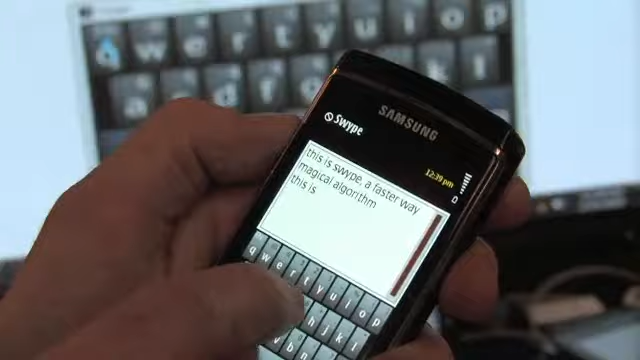 q w e r t y u i o p
a d f k l
SAMSUNG
Swype
12:39 pm
this is swype, a faster way
magical algorithm
this is
q w e r t y u i o p
h j k l
v b n